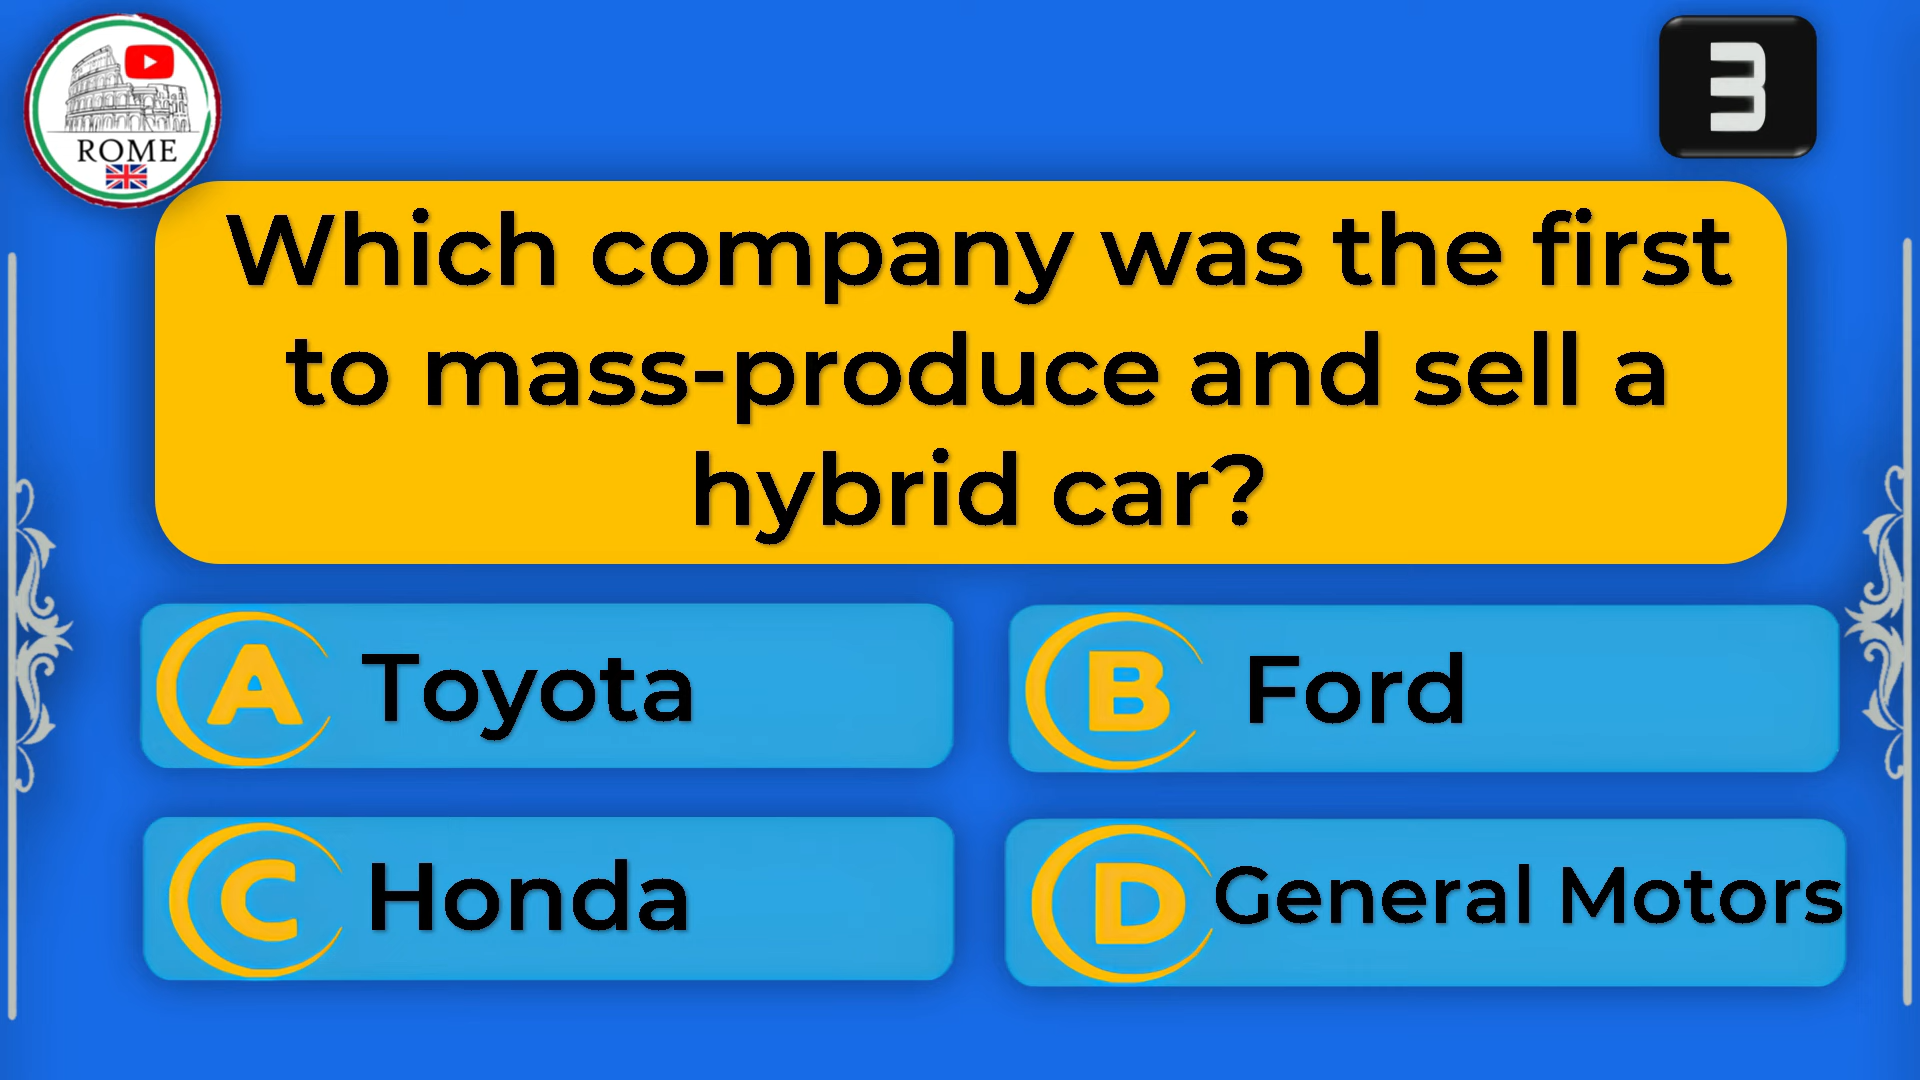 ROME
3
Which company was the first
to mass-produce and sell a
hybrid car?
A Toyota
B Ford
C Honda
D General Motors